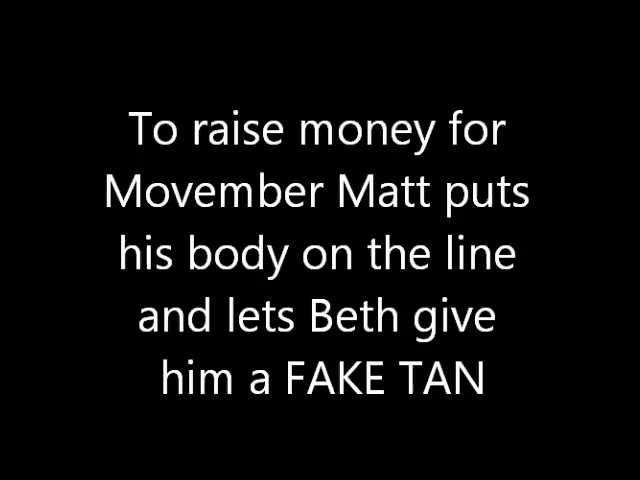 To raise money for
Movember Matt puts
his body on the line
and lets Beth give
him a FAKE TAN